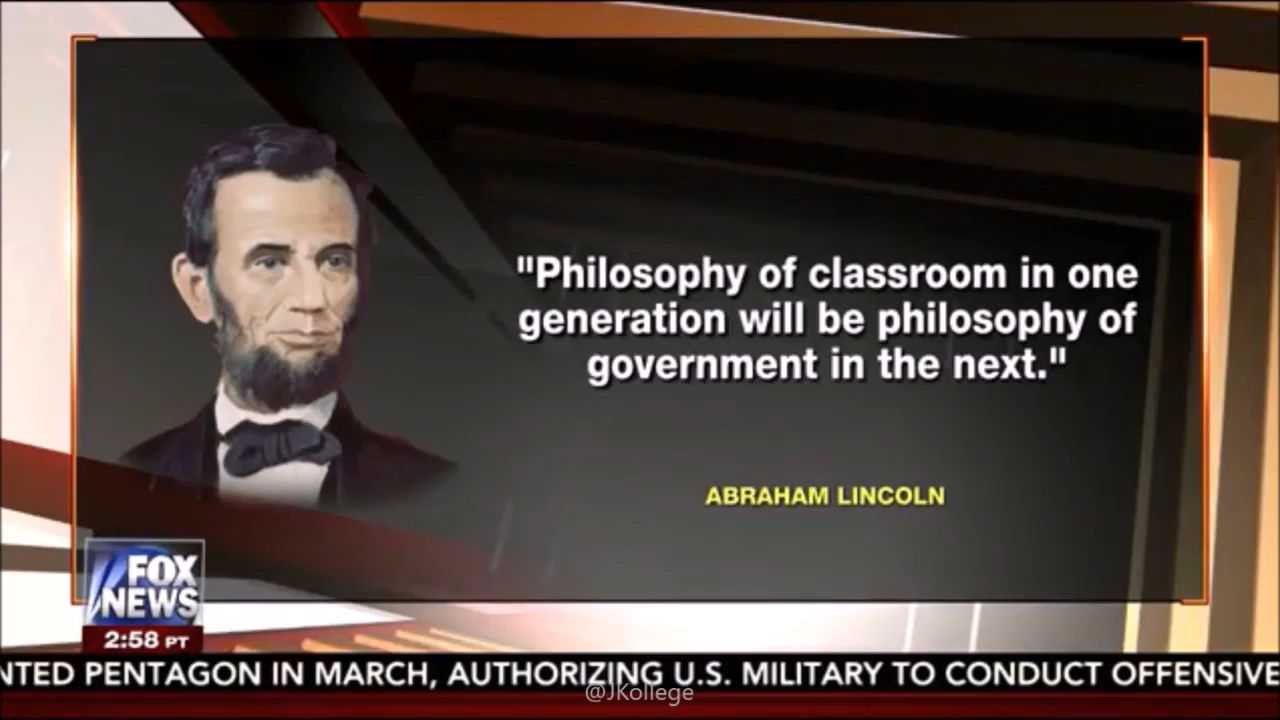 "Philosophy of classroom in one
generation will be philosophy of
government in the next."
ABRAHAM LINCOLN
FOX
NEWS
2:58 PT
NTED PENTAGON IN MARCH, AUTHORIZING U.S. MILITARY TO CONDUCT OFFENSIVE
@JKollege